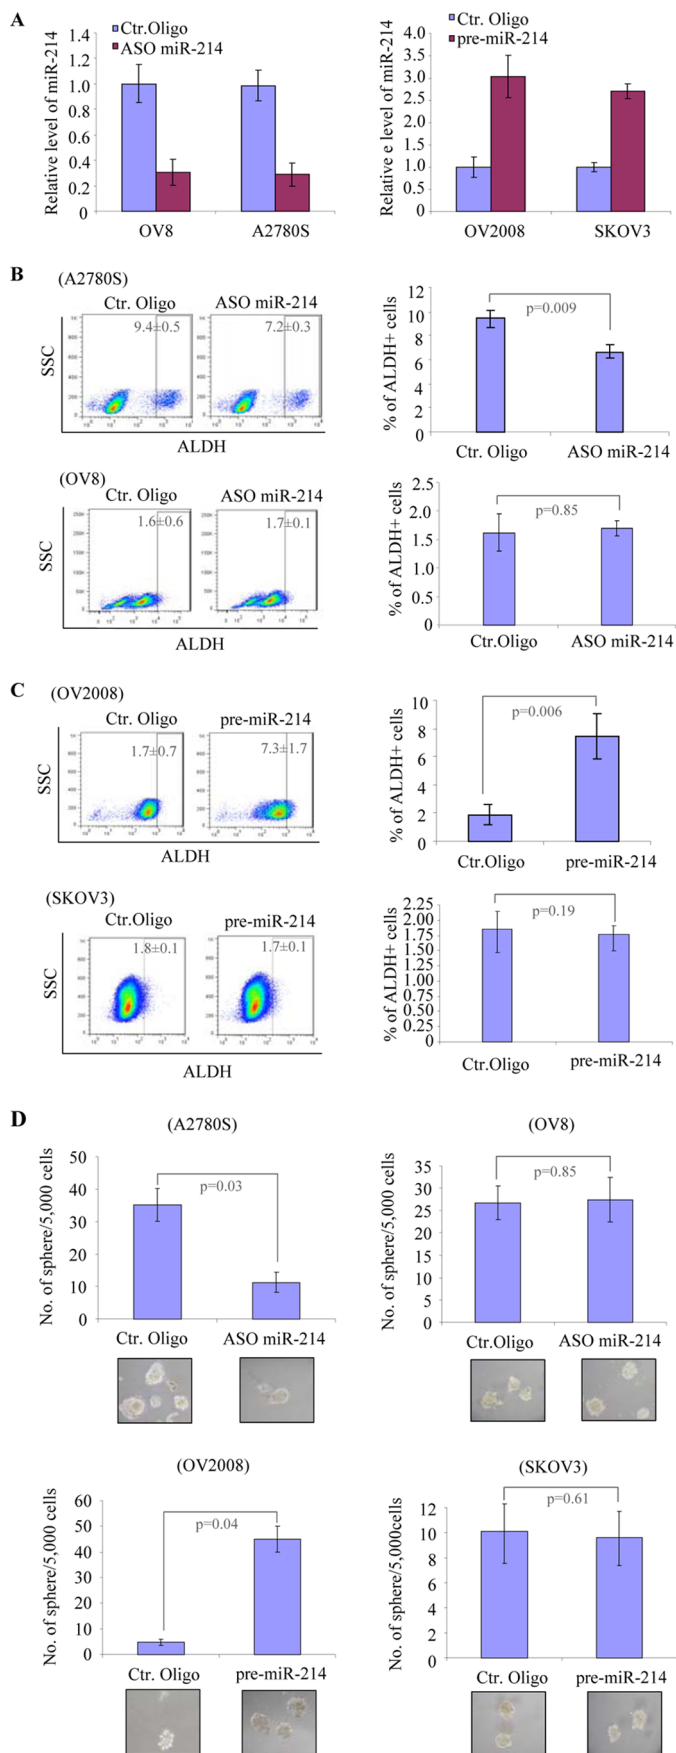 A
Ctr.Oligo
ASO miR-214
Relative level of miR-214
1.4
1.2
1.0
0.8
0.6
0.4
0.2
0
OV8 A2780S
Ctr. Oligo
pre-miR-214
Relative e level of miR-214
4.0
3.5
3.0
2.5
2.0
1.5
1.0
0.5
OV2008 SKOV3
B
(A2780S)
Ctr. Oligo ASO miR-214
9.4±0.5 7.2±0.3
SSC
ALDH
% of ALDH+ cells
12
10
8
6
4
2
0
p=0.009
Ctr. Oligo ASO miR-214
(OV8)
Ctr. Oligo ASO miR-214
1.6±0.6 1.7±0.1
SSC
ALDH
% of ALDH+ cells
2.5
2.0
1.5
1.0
0.5
0
p=0.85
Ctr.Oligo ASO miR-214
C
(OV2008)
Ctr. Oligo pre-miR-214
1.7±0.7 7.3±1.7
SSC
ALDH
% of ALDH+ cells
10
8
6
4
2
0
p=0.006
Ctr.Oligo pre-miR-214
(SKOV3)
Ctr.Oligo pre-miR-214
1.8±0.1 1.7±0.1
SSC
ALDH
% of ALDH+ cells
2.25
2.00
1.75
1.50
1.25
1.00
0.75
0.50
0.25
0
p=0.19
Ctr.Oligo pre-miR-214
D
(A2780S)
No. of sphere/5,000 cells
50
40
30
20
10
0
p=0.03
Ctr. Oligo ASO miR-214
(OV8)
No. of sphere/5,000 cells
35
30
25
20
15
10
5
0
p=0.85
Ctr.Oligo ASO miR-214
(OV2008)
No. of sphere/5,000 cells
60
50
40
30
20
10
0
p=0.04
Ctr. Oligo pre-miR-214
(SKOV3)
No. of sphere/5,000cells
12
10
8
6
4
2
0
p=0.61
Ctr. Oligo pre-miR-214